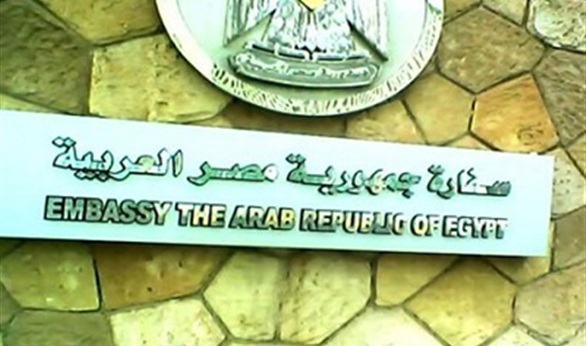 سفارة جمهورية مصر العربية
EMBASSY THE ARAB REPUBLIC OF EGYPT